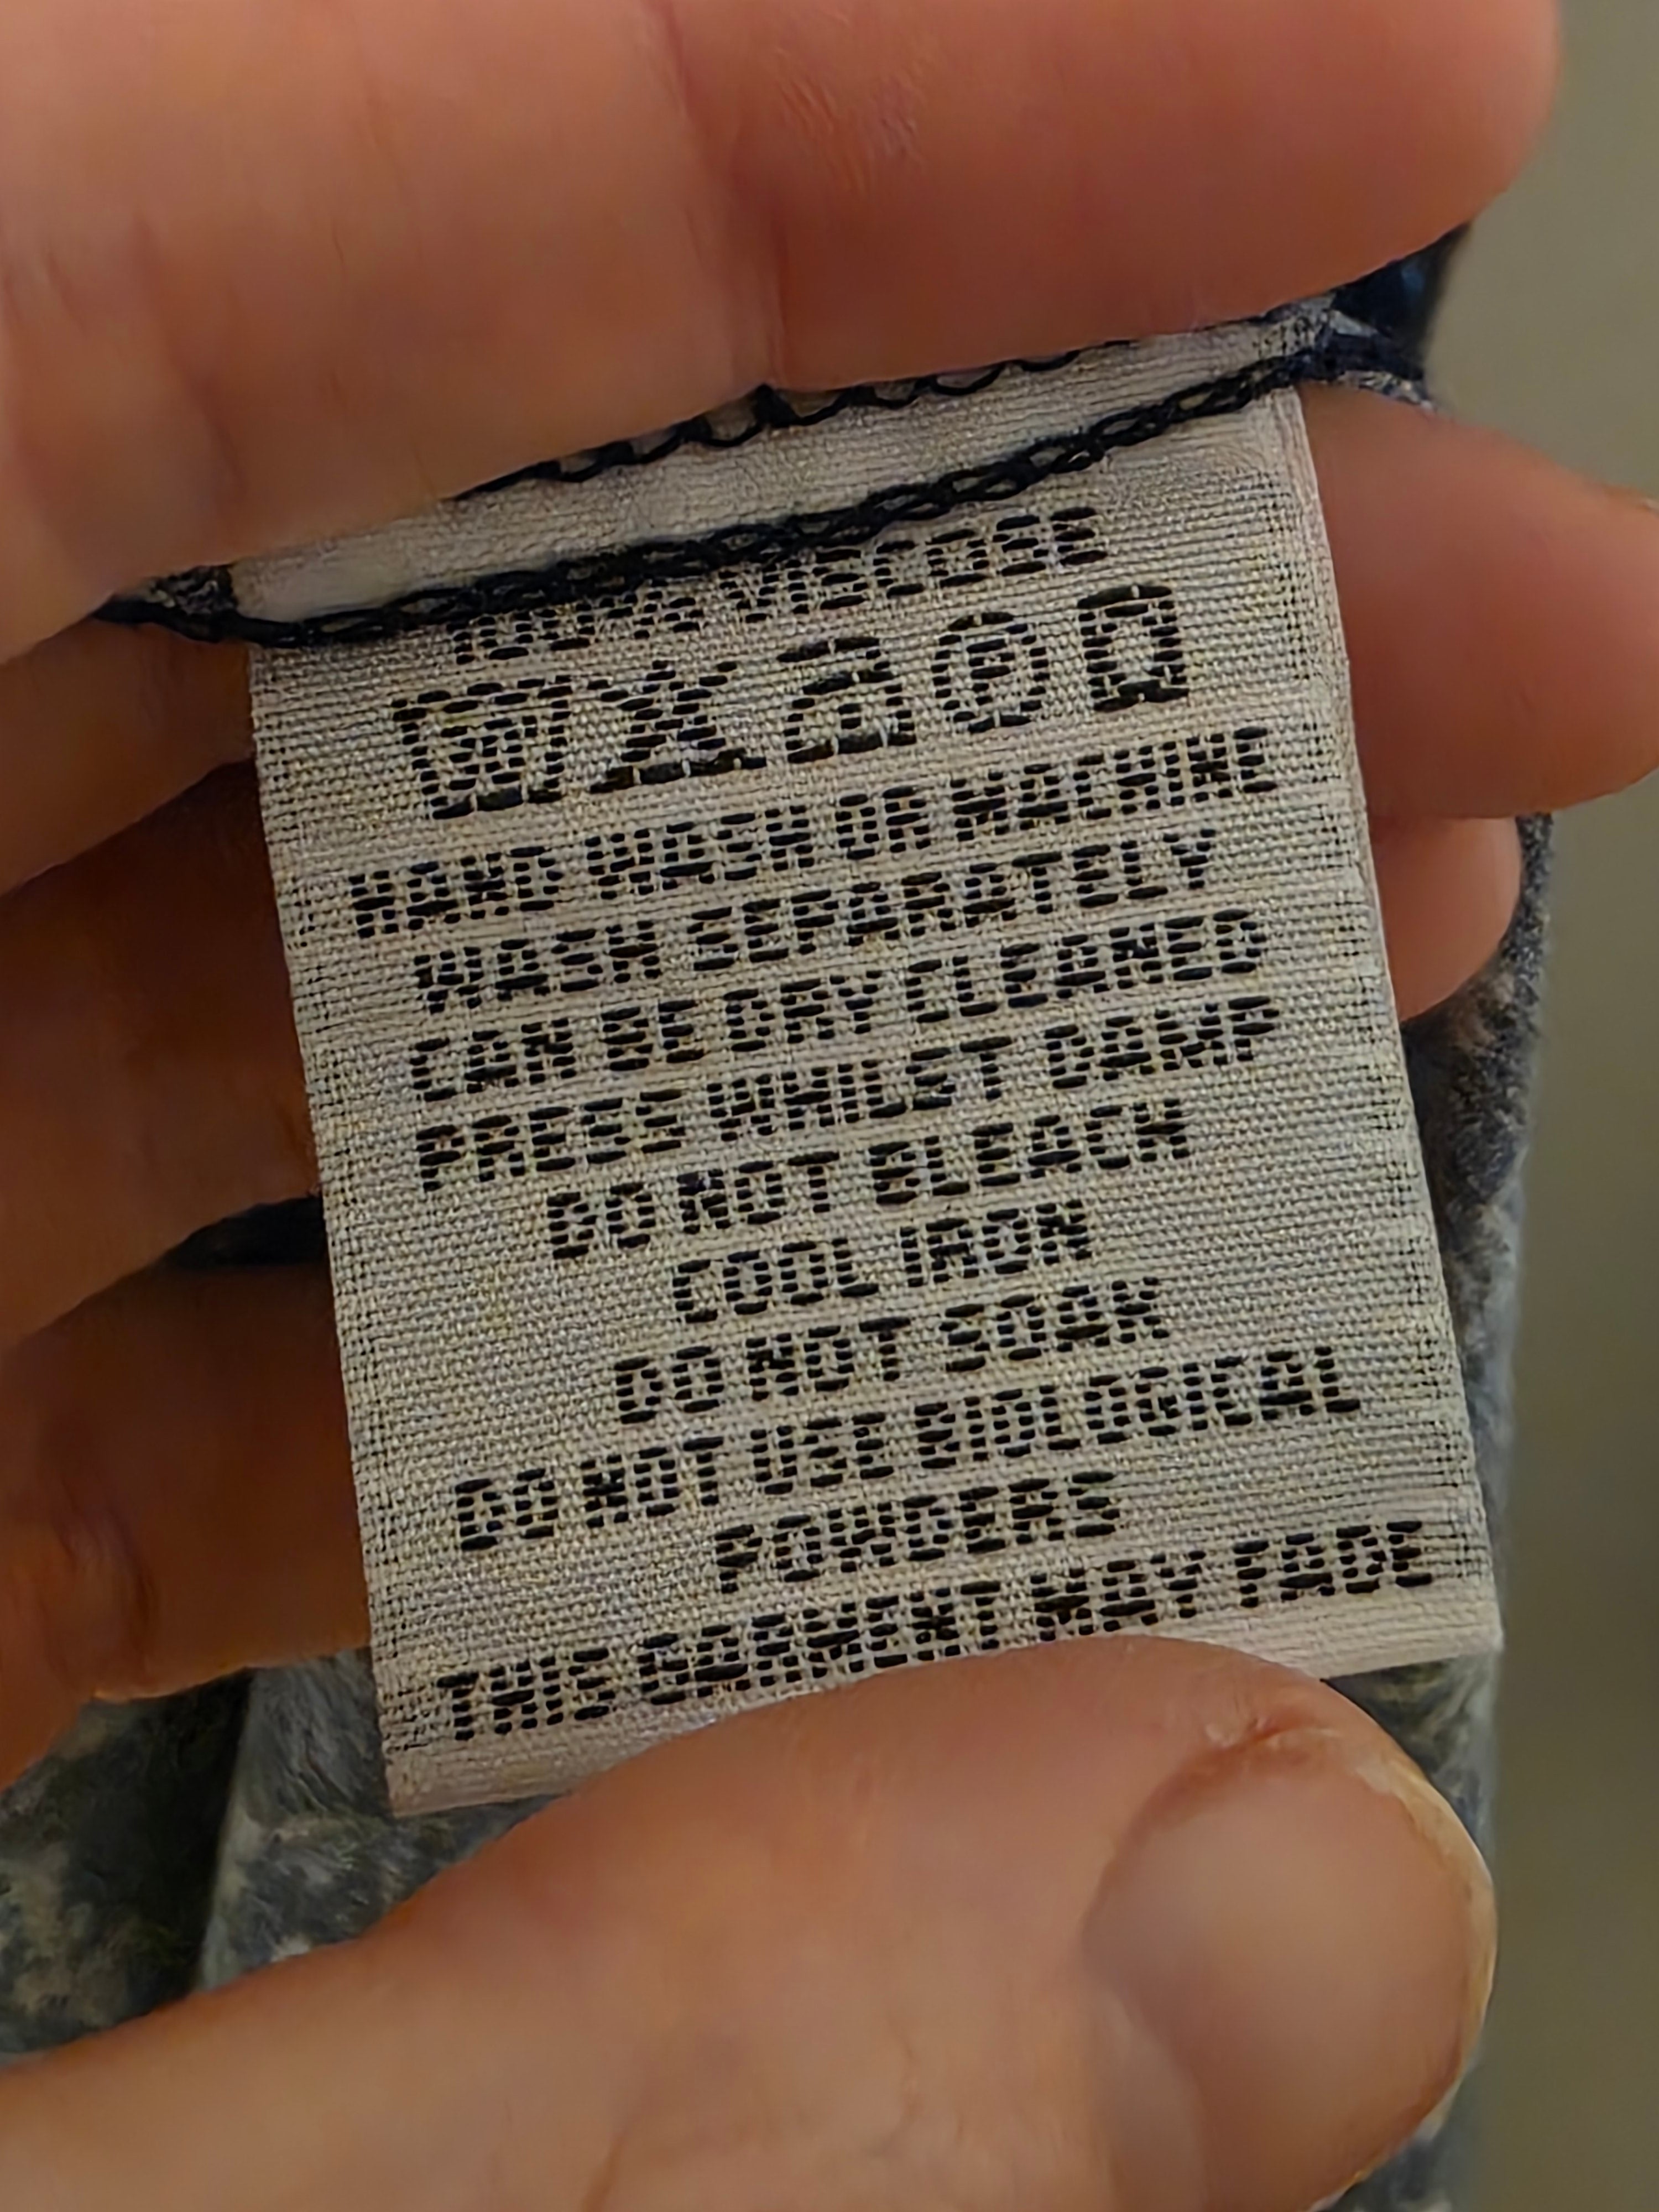 100% VISCOSE
HAND WASH OR MACHINE
WASH SEPARATELY
CAN BE DRY CLEANED
PRESS WHILST DAMP
DO NOT BLEACH
COOL IRON
DO NOT SOAK
DO NOT USE BIOLOGICAL
POWDERS
THIS GARMENT MAY FADE